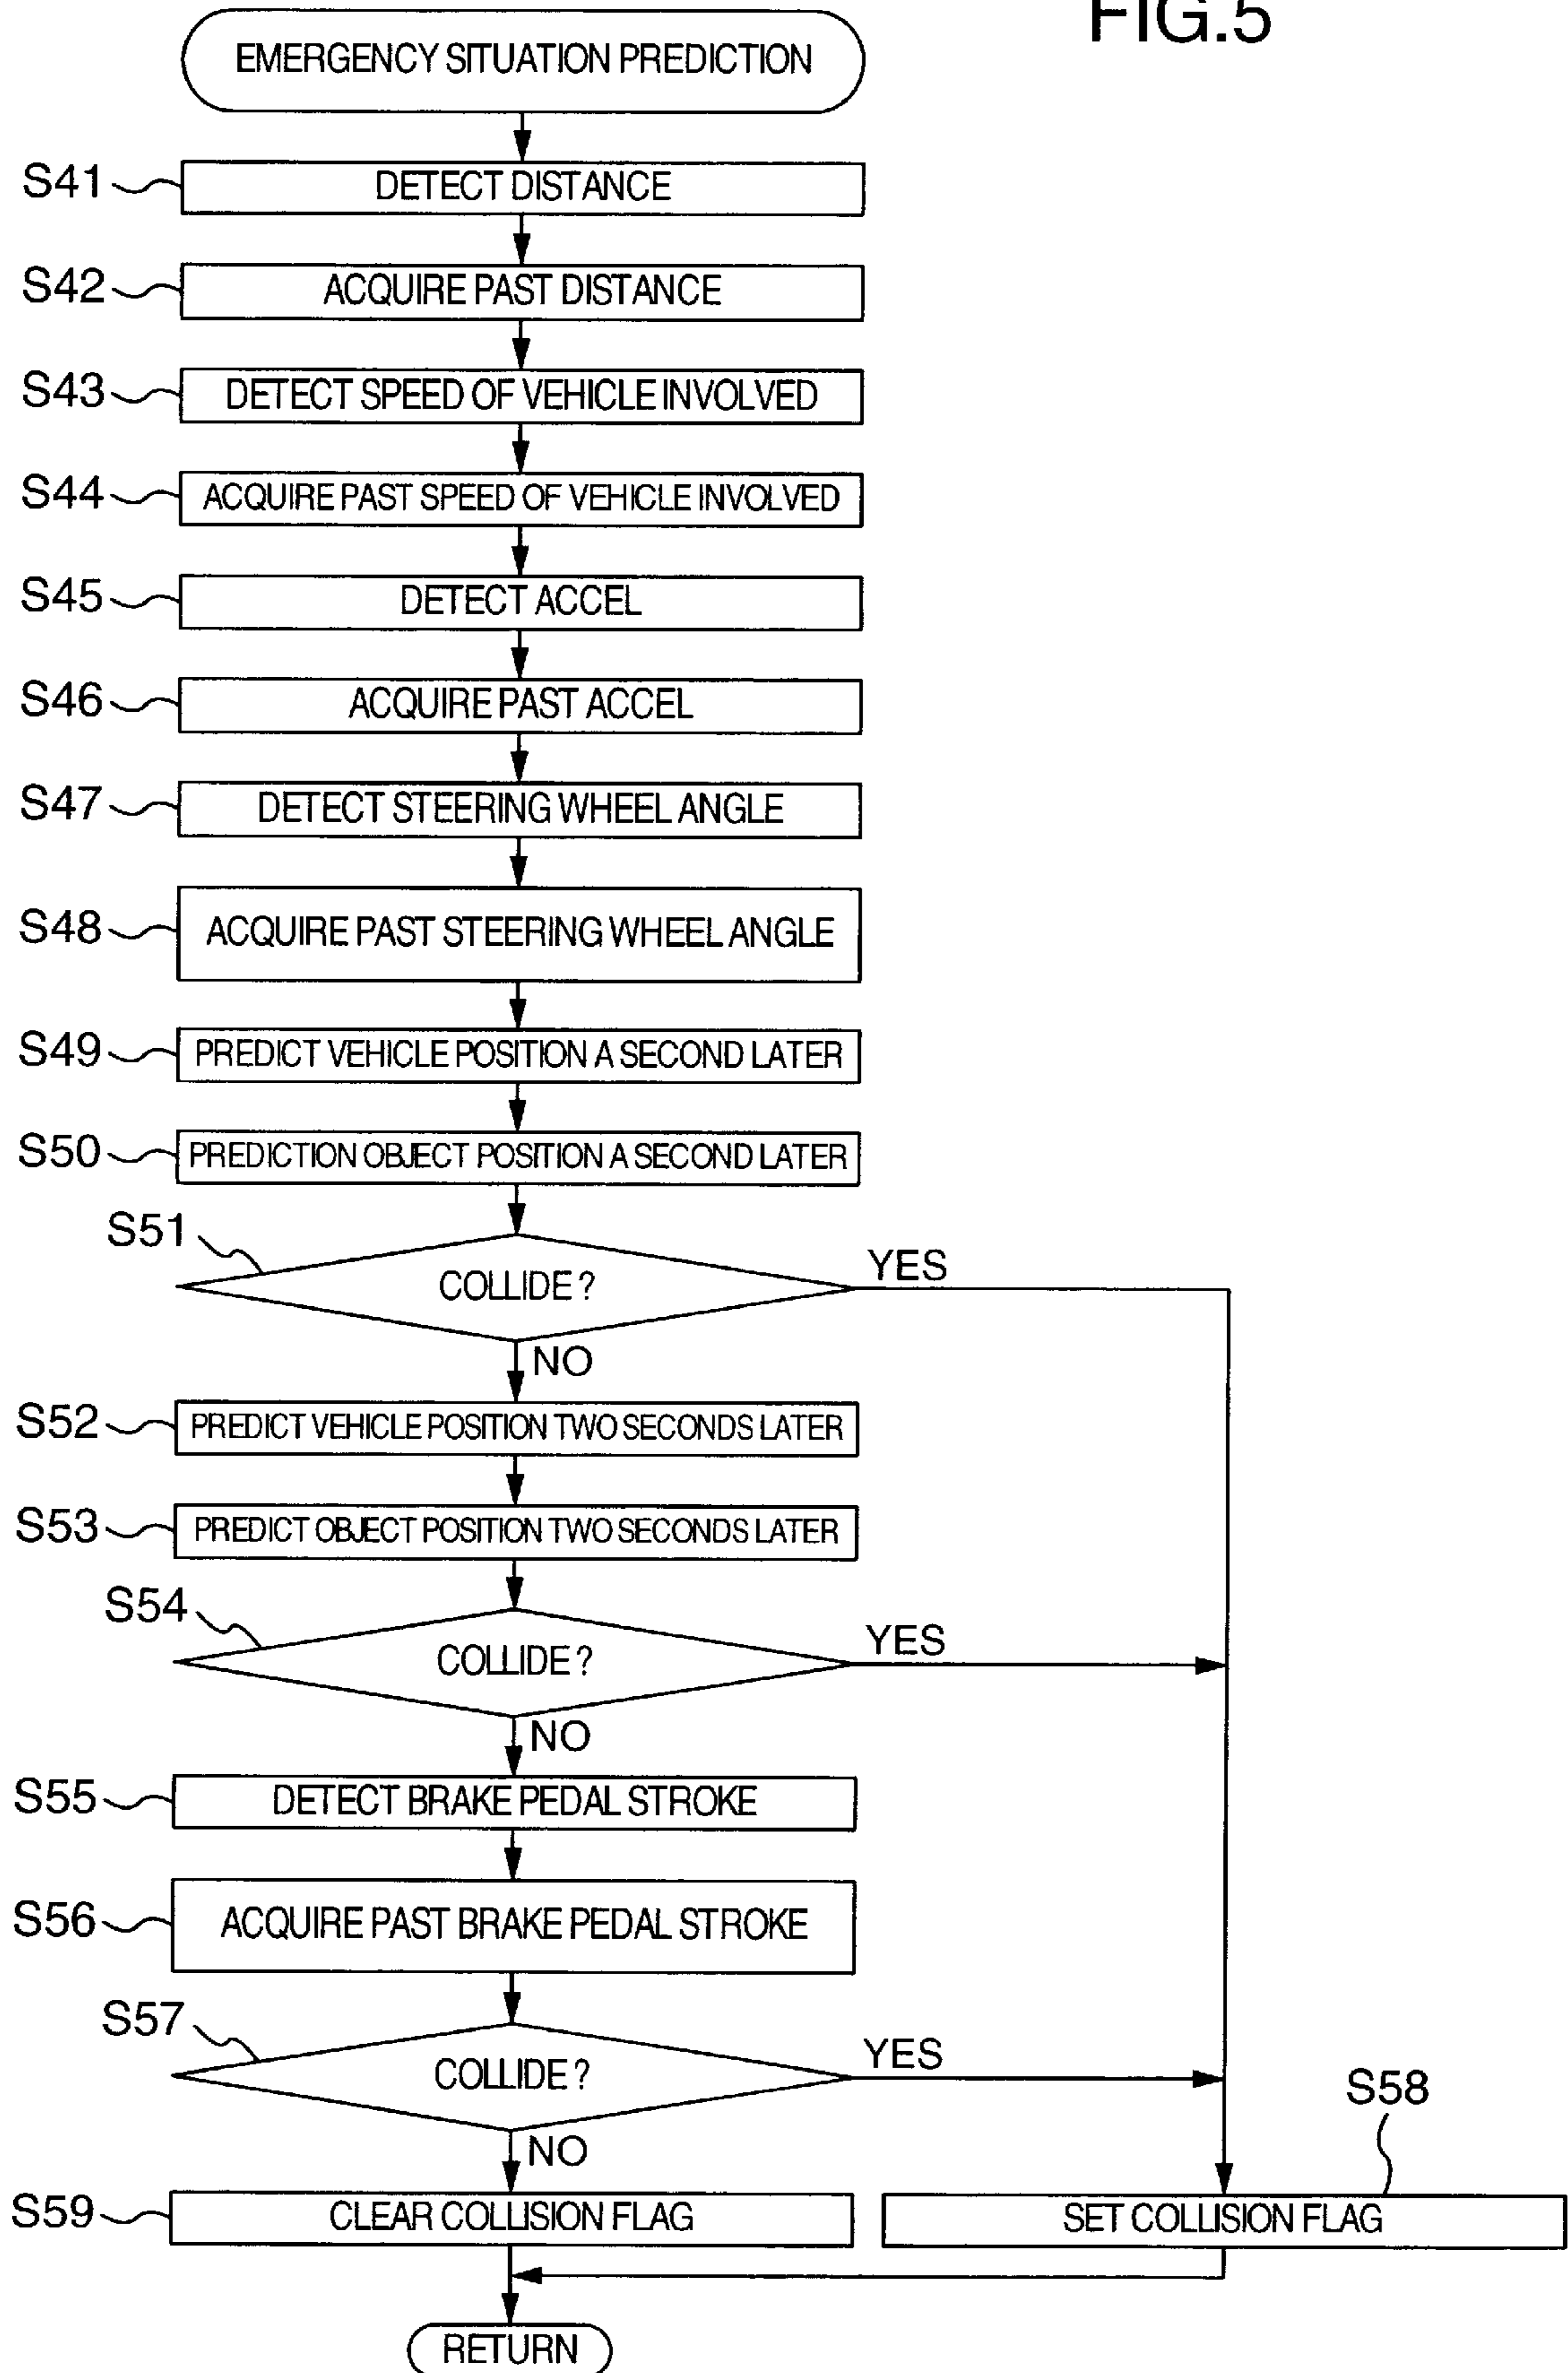 FIG.5
EMERGENCY SITUATION PREDICTION
S41 DETECT DISTANCE
S42 ACQUIRE PAST DISTANCE
S43 DETECT SPEED OF VEHICLE INVOLVED
S44 ACQUIRE PAST SPEED OF VEHICLE INVOLVED
S45 DETECT ACCEL
S46 ACQUIRE PAST ACCEL
S47 DETECT STEERING WHEEL ANGLE
S48 ACQUIRE PAST STEERING WHEEL ANGLE
S49 PREDICT VEHICLE POSITION A SECOND LATER
S50 PREDICTION OBJECT POSITION A SECOND LATER
S51 COLLIDE? YES
NO
S52 PREDICT VEHICLE POSITION TWO SECONDS LATER
S53 PREDICT OBJECT POSITION TWO SECONDS LATER
S54 COLLIDE? YES
NO
S55 DETECT BRAKE PEDAL STROKE
S56 ACQUIRE PAST BRAKE PEDAL STROKE
S57 COLLIDE? YES
NO
S58
S59 CLEAR COLLISION FLAG SET COLLISION FLAG
RETURN